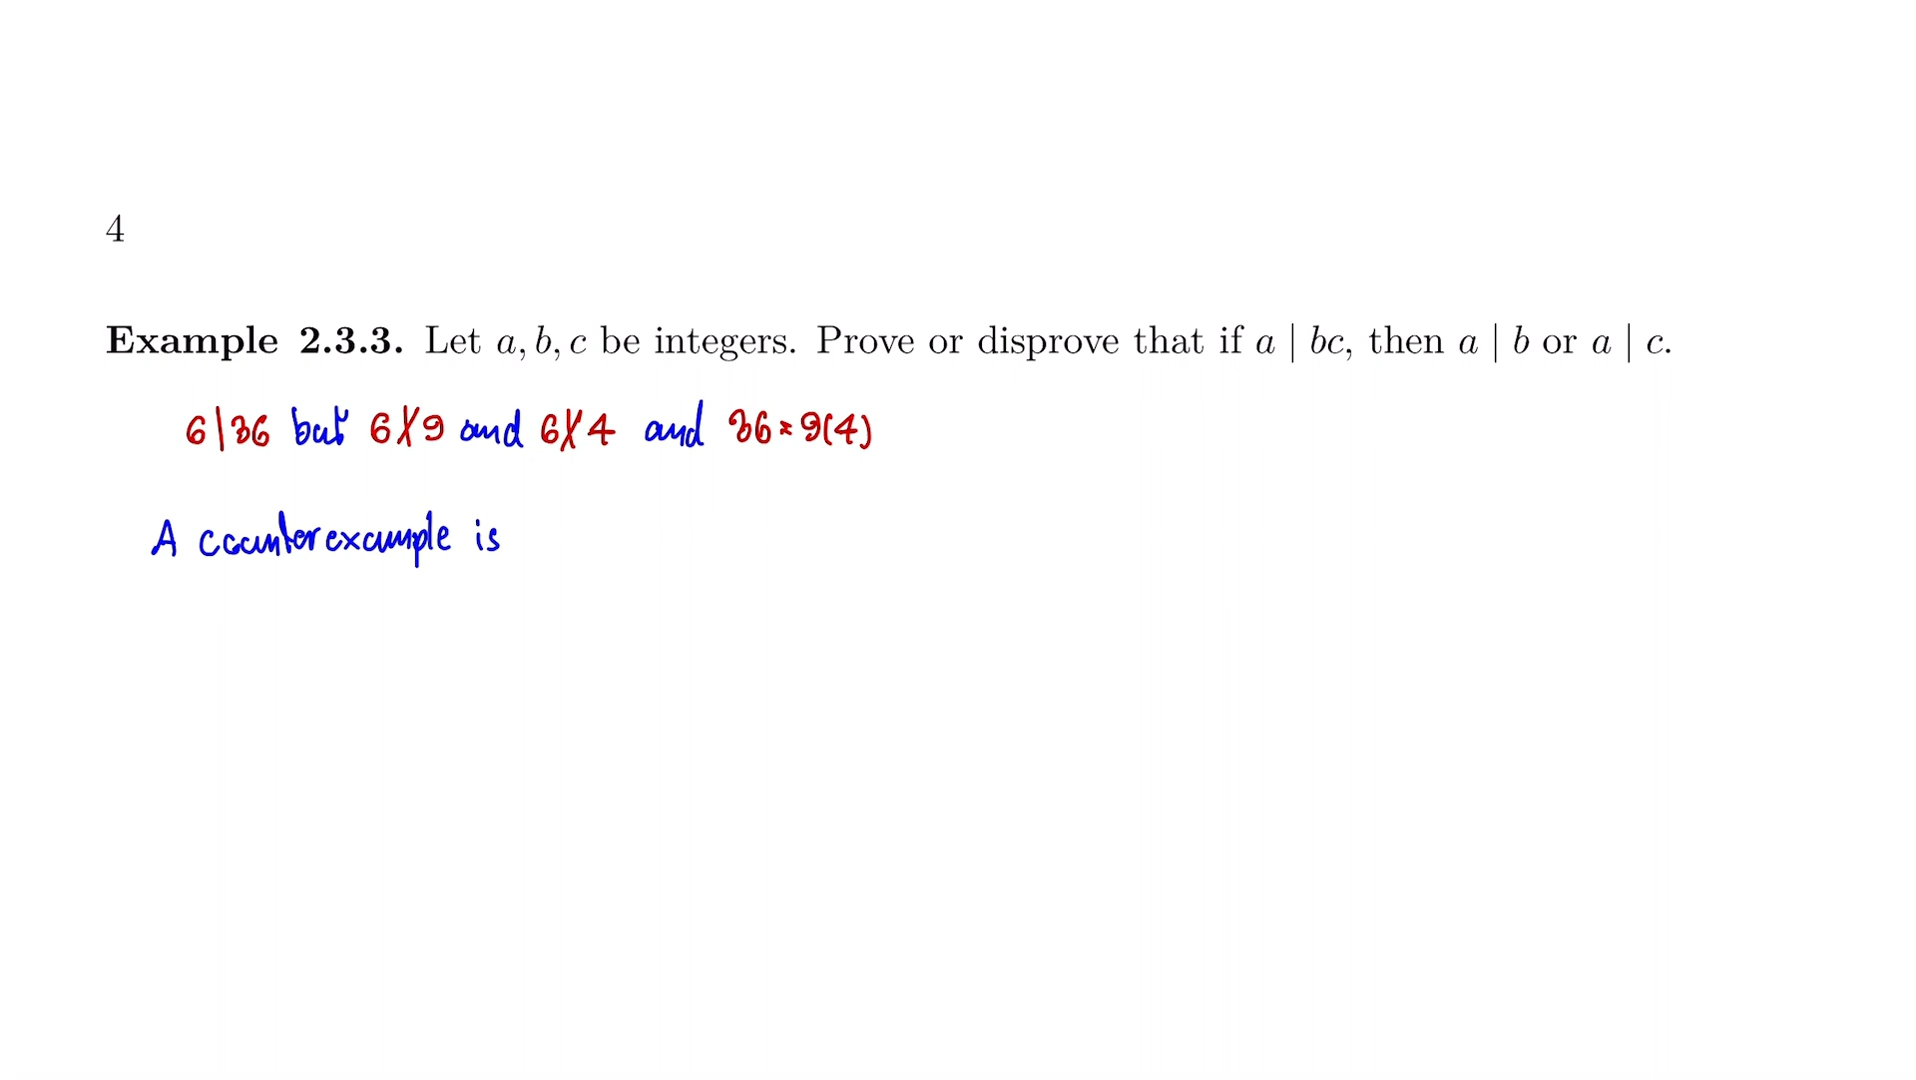 4
Example 2.3.3. Let a, b, c be integers. Prove or disprove that if a | bc, then a | b or a | c.
6|36 but 6∤9 and 6∤4 and 36=9(4)
A counterexample is